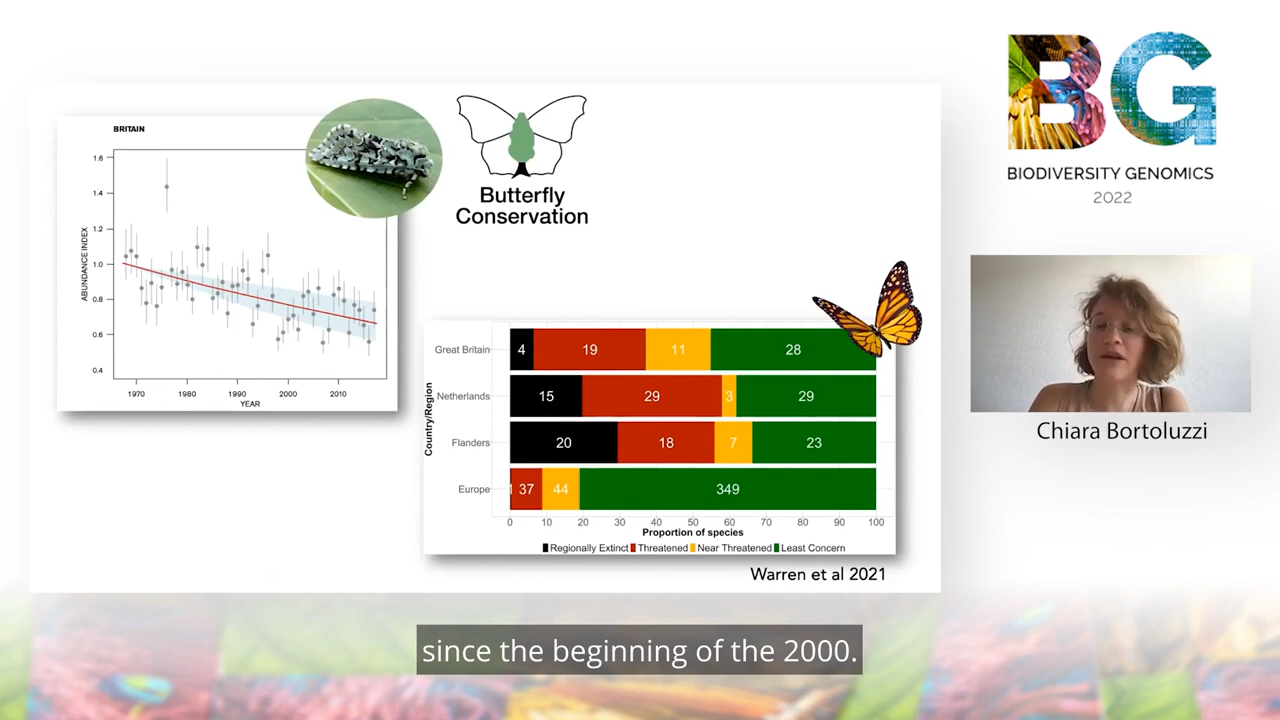 BRITAIN
1.6
1.4
1.2
1.0
0.8
0.6
0.4
ABUNDANCE INDEX
1970 1980 1990 2000 2010
YEAR
Butterfly
Conservation
Country/Region
Great Britain 4 19 11 28
Netherlands 15 29 3 29
Flanders 20 18 7 23
Europe 1 37 44 349
0 10 20 30 40 50 60 70 80 90 100
Proportion of species
Regionally Extinct Threatened Near Threatened Least Concern
Warren et al 2021
BG
BIODIVERSITY GENOMICS
2022
Chiara Bortoluzzi
since the beginning of the 2000.